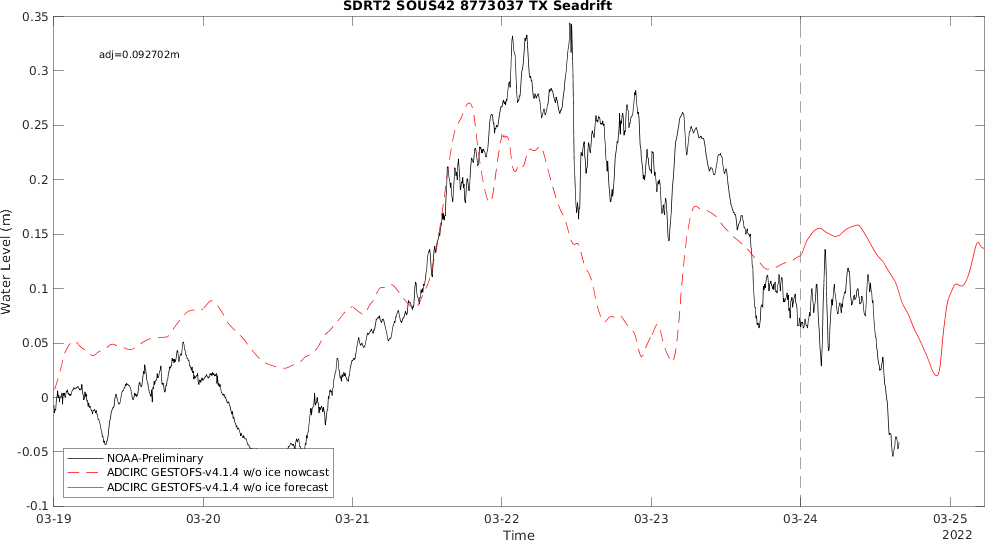 SDRT2 SOUS42 8773037 TX Seadrift
adj=0.092702m
Water Level (m)
0.35
0.3
0.25
0.2
0.15
0.1
0.05
0
-0.05
-0.1
NOAA-Preliminary
ADCIRC GESTOFS-v4.1.4 w/o ice nowcast
ADCIRC GESTOFS-v4.1.4 w/o ice forecast
03-19 03-20 03-21 03-22 03-23 03-24 03-25
Time
2022